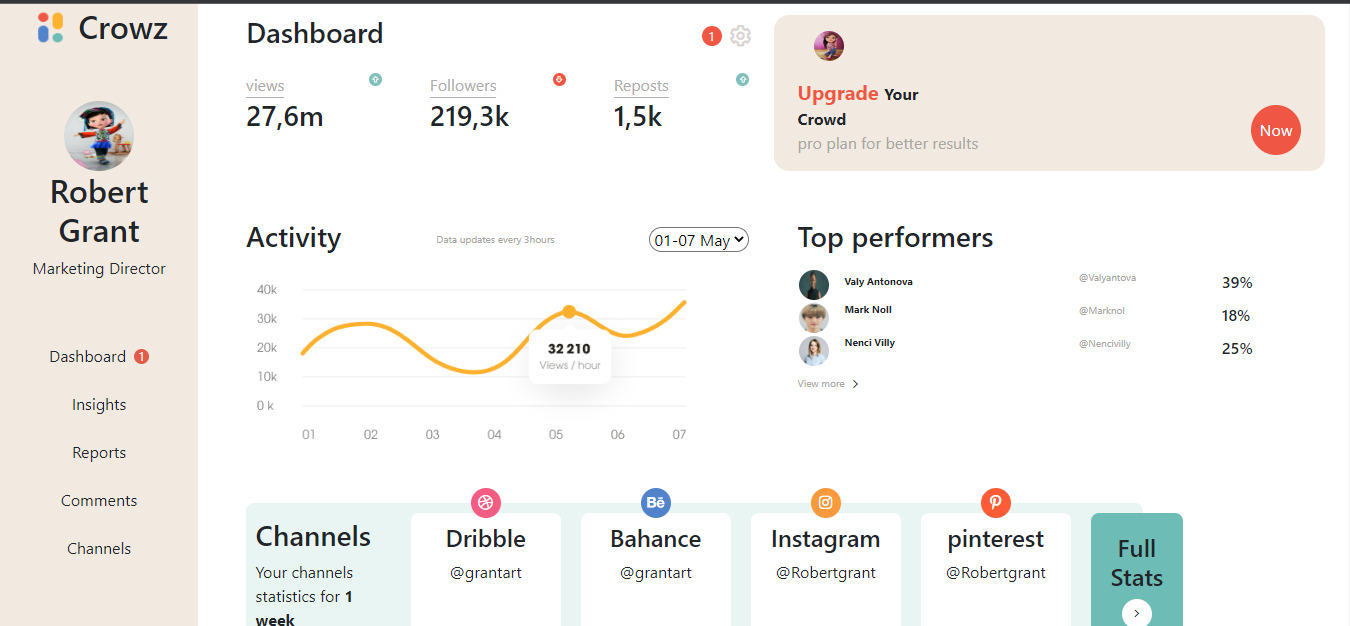 Crowz
Robert
Grant
Marketing Director
Dashboard 1
Insights
Reports
Comments
Channels
Dashboard
1
views
27,6m
Followers
219,3k
Reposts
1,5k
Upgrade Your
Crowd
pro plan for better results
Now
Activity
Data updates every 3hours
01-07 May
40k
30k
20k
10k
0 k
32 210
Views / hour
01 02 03 04 05 06 07
Top performers
Valy Antonova @Valyantova 39%
Mark Noll @Marknol 18%
Nenci Villy @Nencivilly 25%
View more
Channels
Your channels
statistics for 1
week
Dribble
@grantart
Bē
Bahance
@grantart
Instagram
@Robertgrant
pinterest
@Robertgrant
Full
Stats